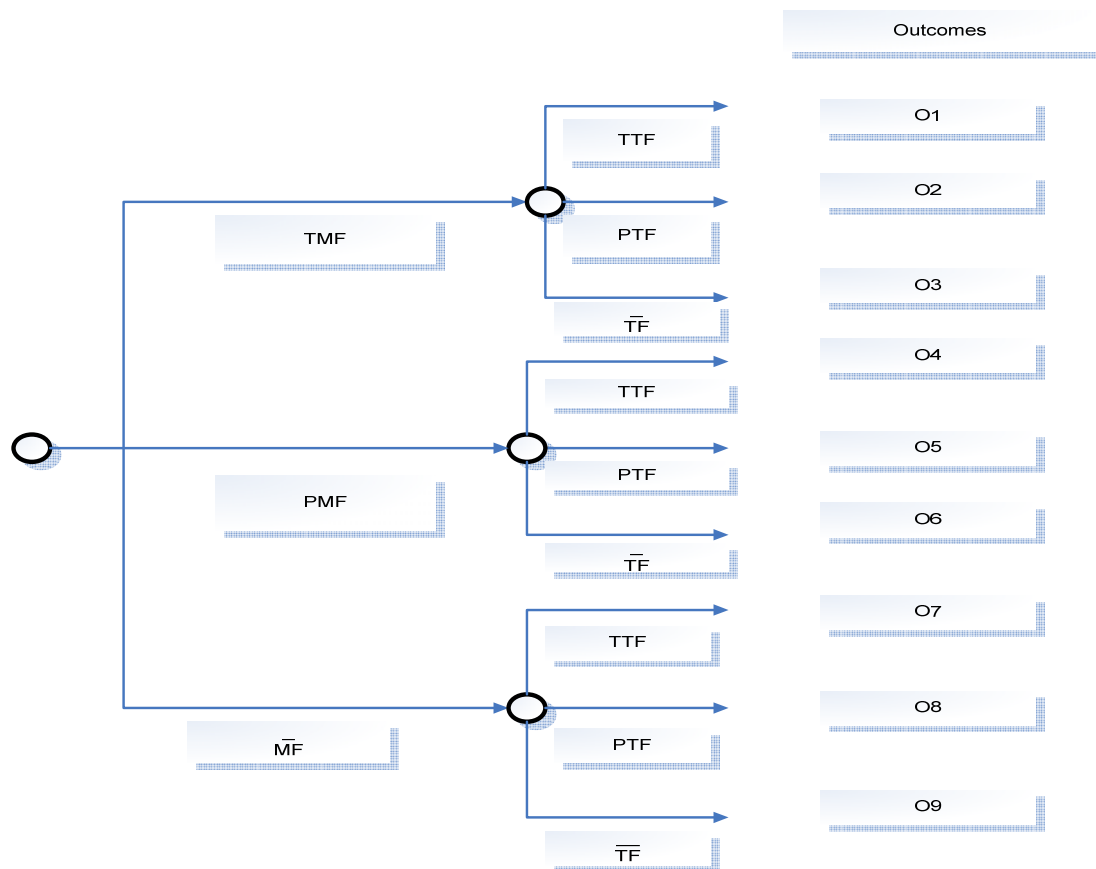 Outcomes
O1
TTF
O2
TMF
PTF
O3
T̅F̅
O4
TTF
O5
PMF
PTF
O6
T̅F̅
O7
TTF
O8
M̅F̅
PTF
O9
T̅F̅